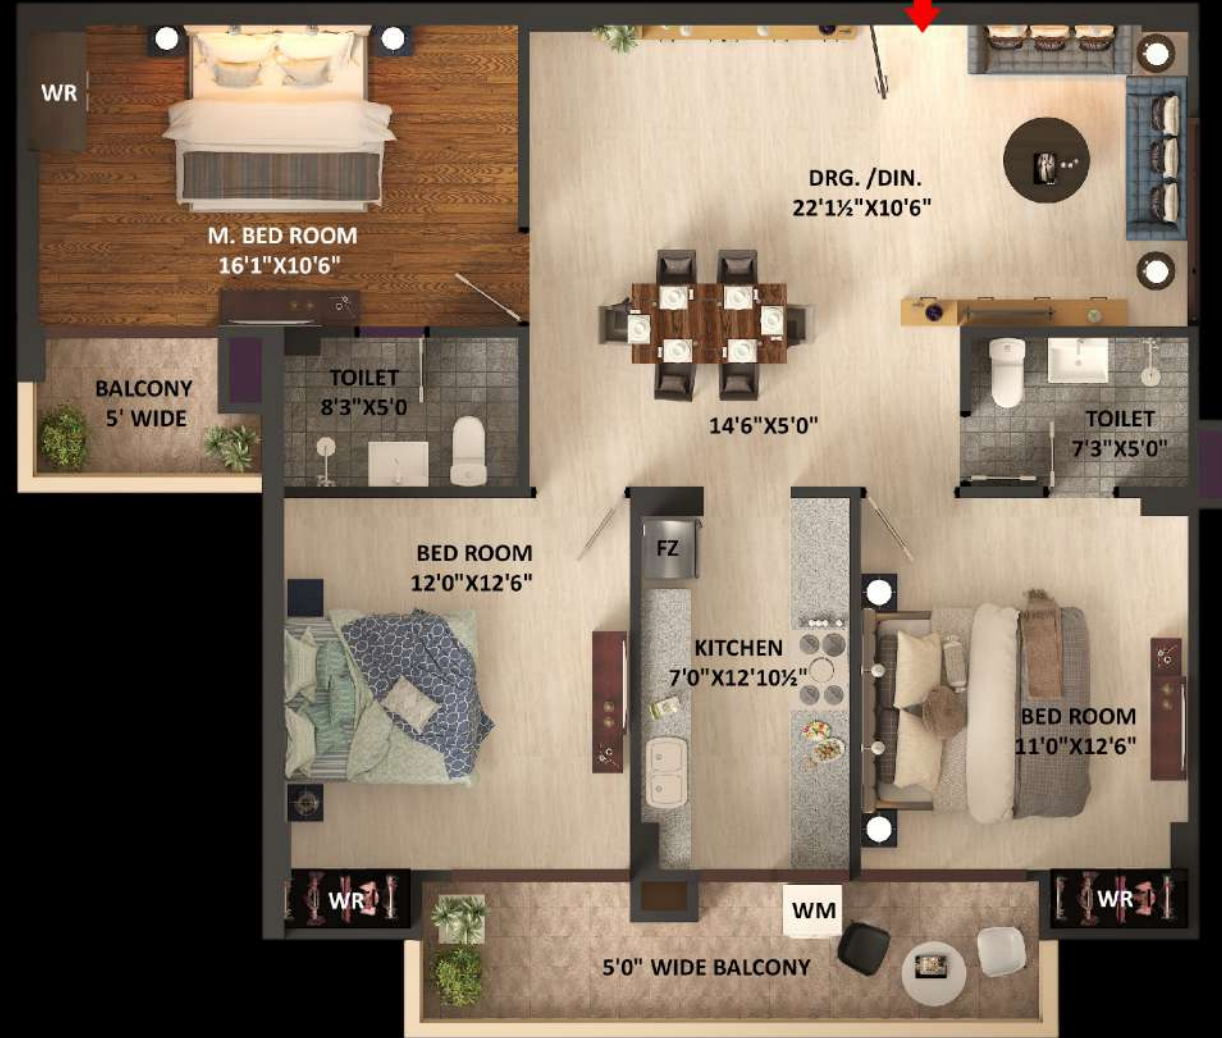 WR
DRG. /DIN.
22'1½"X10'6"
M. BED ROOM
16'1"X10'6"
BALCONY
5' WIDE
TOILET
8'3"X5'0
14'6"X5'0"
TOILET
7'3"X5'0"
BED ROOM
12'0"X12'6"
FZ
KITCHEN
7'0"X12'10½"
BED ROOM
11'0"X12'6"
WR
WM
WR
5'0" WIDE BALCONY